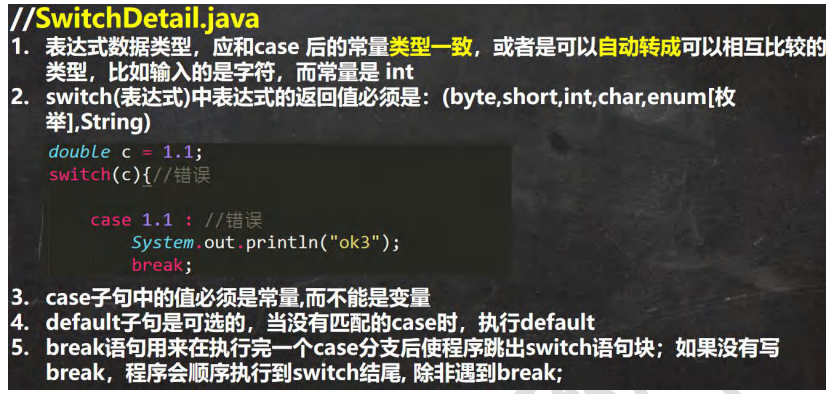 //SwitchDetail.java
1. 表达式数据类型，应和case 后的常量类型一致，或者是可以自动转成可以相互比较的
类型，比如输入的是字符，而常量是 int
2. switch(表达式)中表达式的返回值必须是：(byte,short,int,char,enum[枚
举],String)
double c = 1.1;
switch(c){//错误
case 1.1 : //错误
System.out.println("ok3");
break;
3. case子句中的值必须是常量,而不能是变量
4. default子句是可选的，当没有匹配的case时，执行default
5. break语句用来在执行完一个case分支后使程序跳出switch语句块；如果没有写
break，程序会顺序执行到switch结尾, 除非遇到break;